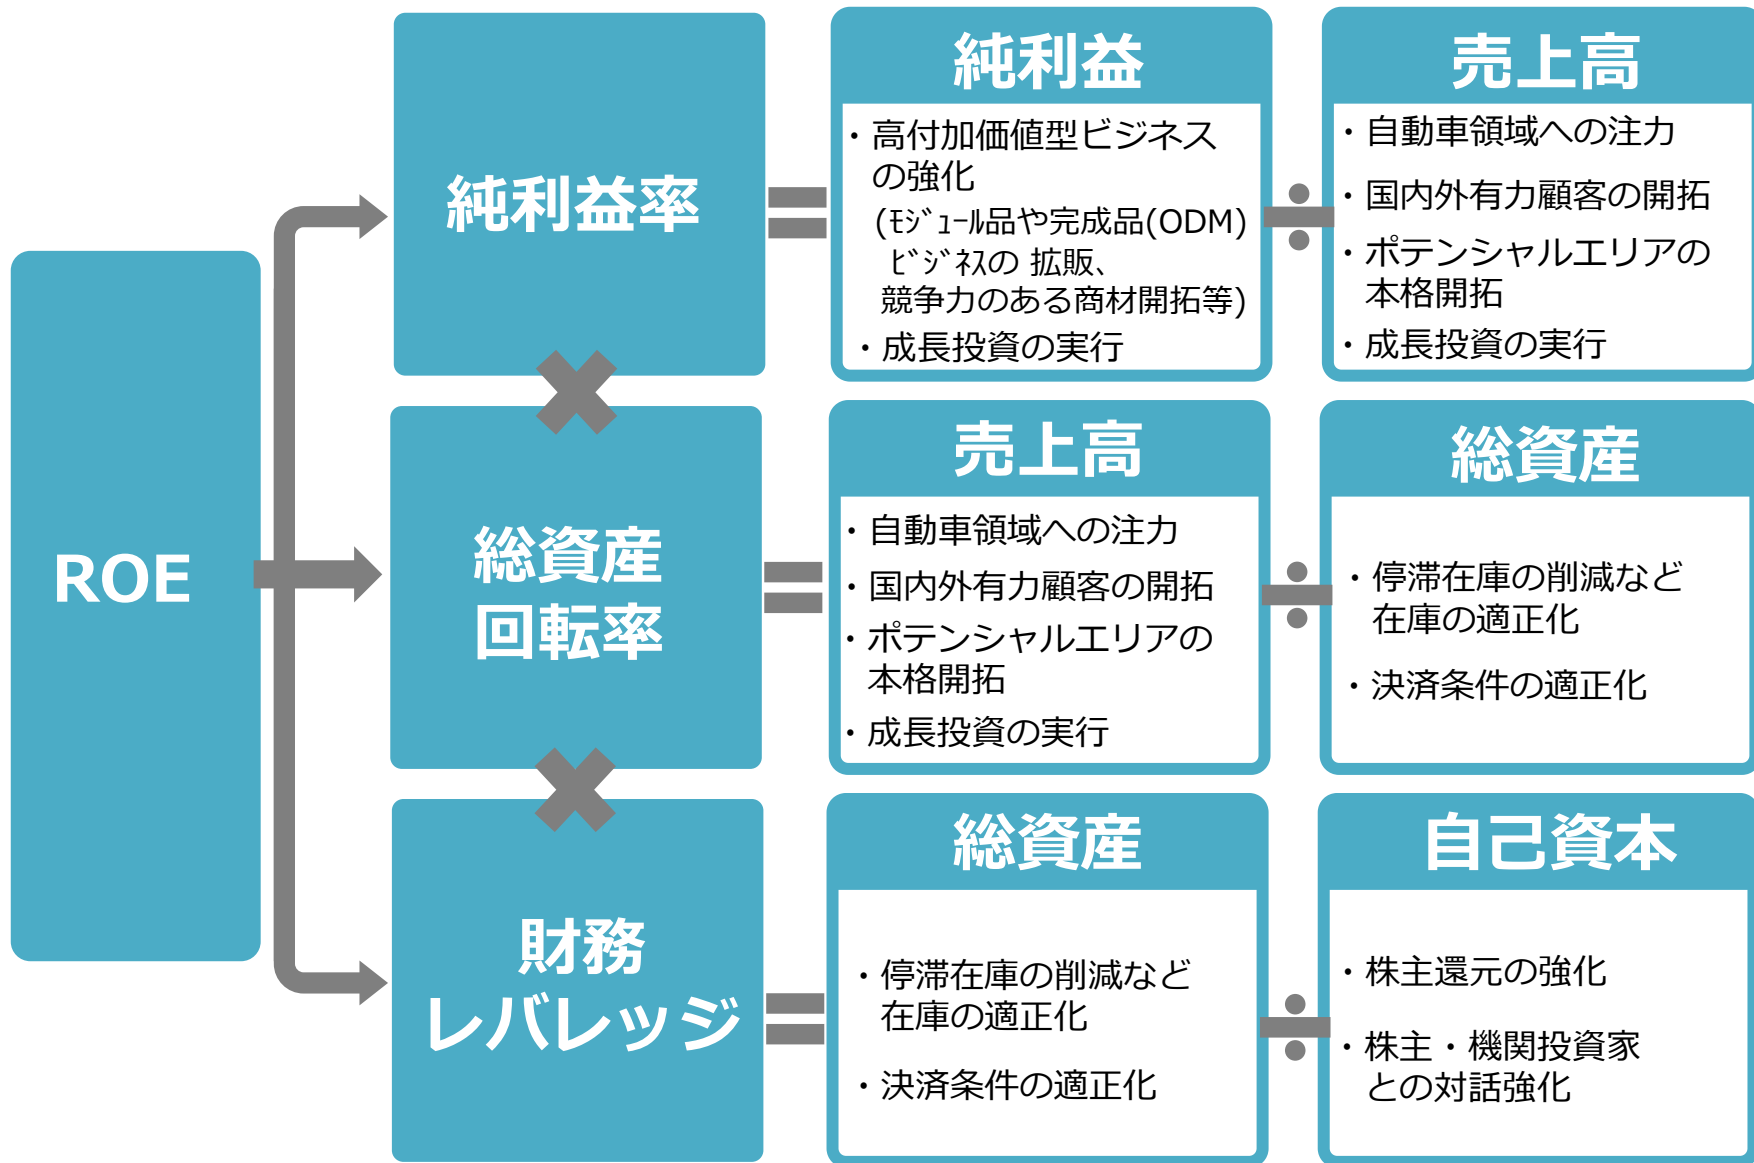 ROE
純利益率
純利益
・高付加価値型ビジネス
の強化
(ﾓｼﾞｭｰﾙ品や完成品(ODM)
ﾋﾞｼﾞﾈｽの 拡販、
競争力のある商材開拓等)
・成長投資の実行
売上高
・自動車領域への注力
・国内外有力顧客の開拓
・ポテンシャルエリアの
本格開拓
・成長投資の実行
総資産
回転率
売上高
・自動車領域への注力
・国内外有力顧客の開拓
・ポテンシャルエリアの
本格開拓
・成長投資の実行
総資産
・停滞在庫の削減など
在庫の適正化
・決済条件の適正化
財務
レバレッジ
総資産
・停滞在庫の削減など
在庫の適正化
・決済条件の適正化
自己資本
・株主還元の強化
・株主・機関投資家
との対話強化